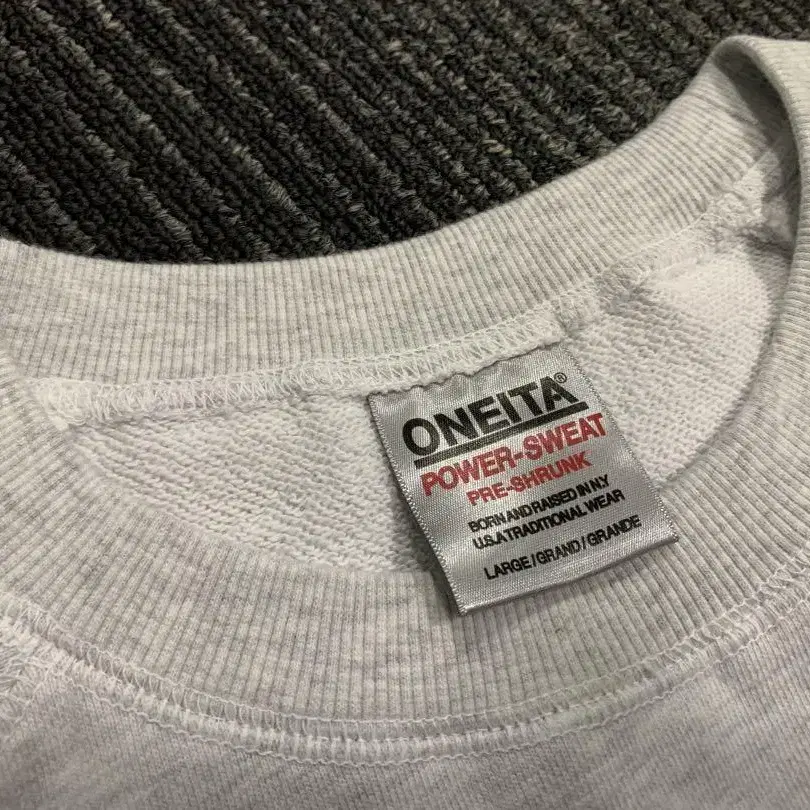 ONEITA®
POWER-SWEAT
PRE-SHRUNK
BORN AND RAISED IN N.Y
U.S.A TRADITIONAL WEAR
LARGE/GRAND/GRANDE